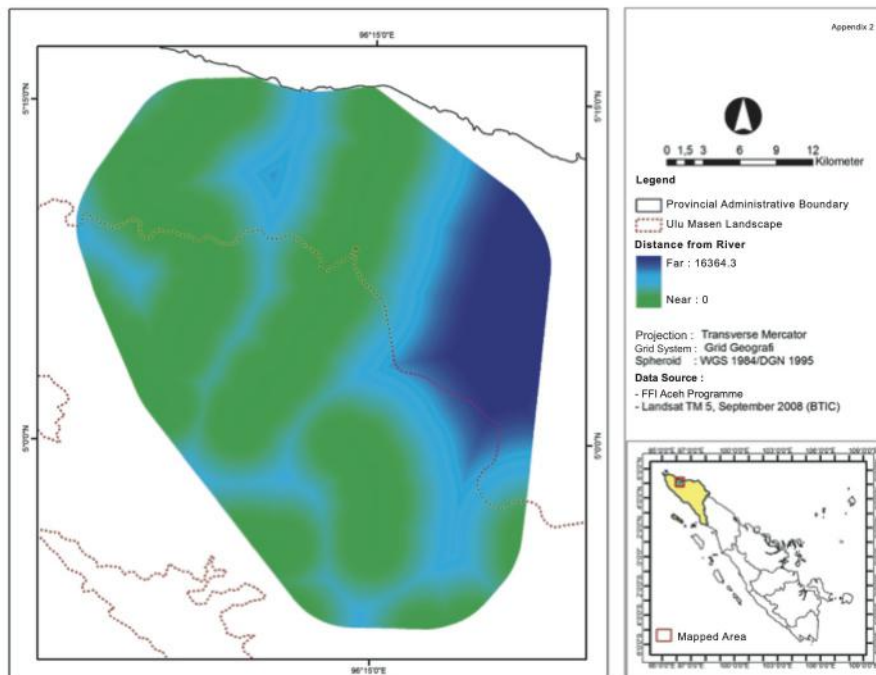 96°15'0"E
5°15'0"N
5°15'0"N
5°0'0"N
5°0'0"N
96°15'0"E
Appendix 2
0 1,5 3 6 9 12
Kilometer
Legend
Provincial Administrative Boundary
Ulu Masen Landscape
Distance from River
Far : 16364.3
Near : 0
Projection : Transverse Mercator
Grid System : Grid Geografi
Spheroid : WGS 1984/DGN 1995
Data Source :
- FFI Aceh Programme
- Landsat TM 5, September 2008 (BTIC)
Mapped Area